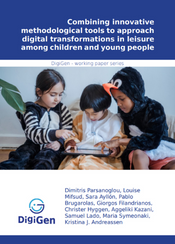 Combining innovative
methodological tools to approach
digital transformations in leisure
among children and young people
DigiGen - working paper series
Dimitris Parsanoglou, Louise
Mifsud, Sara Ayllón, Pablo
Brugarolas, Giorgos Filandrianos,
Christer Hyggen, Aggeliki Kazani,
Samuel Lado, Maria Symeonaki,
Kristina J. Andreassen
DigiGen